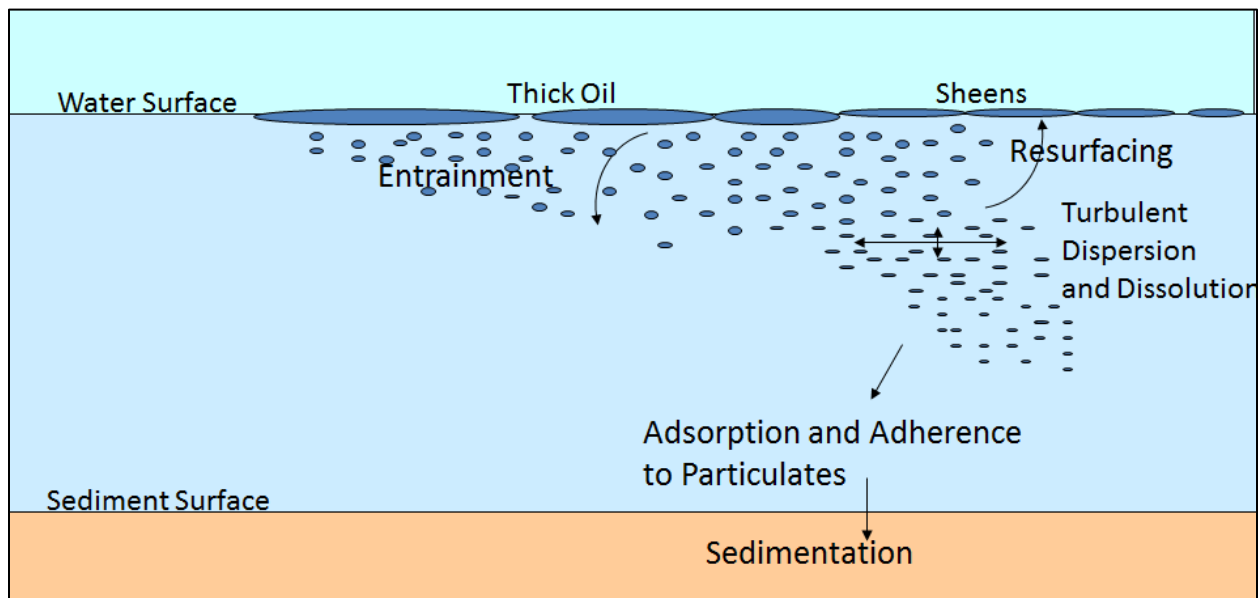 Water Surface
Thick Oil
Sheens
Entrainment
Resurfacing
Turbulent
Dispersion
and Dissolution
Adsorption and Adherence
to Particulates
Sediment Surface
Sedimentation